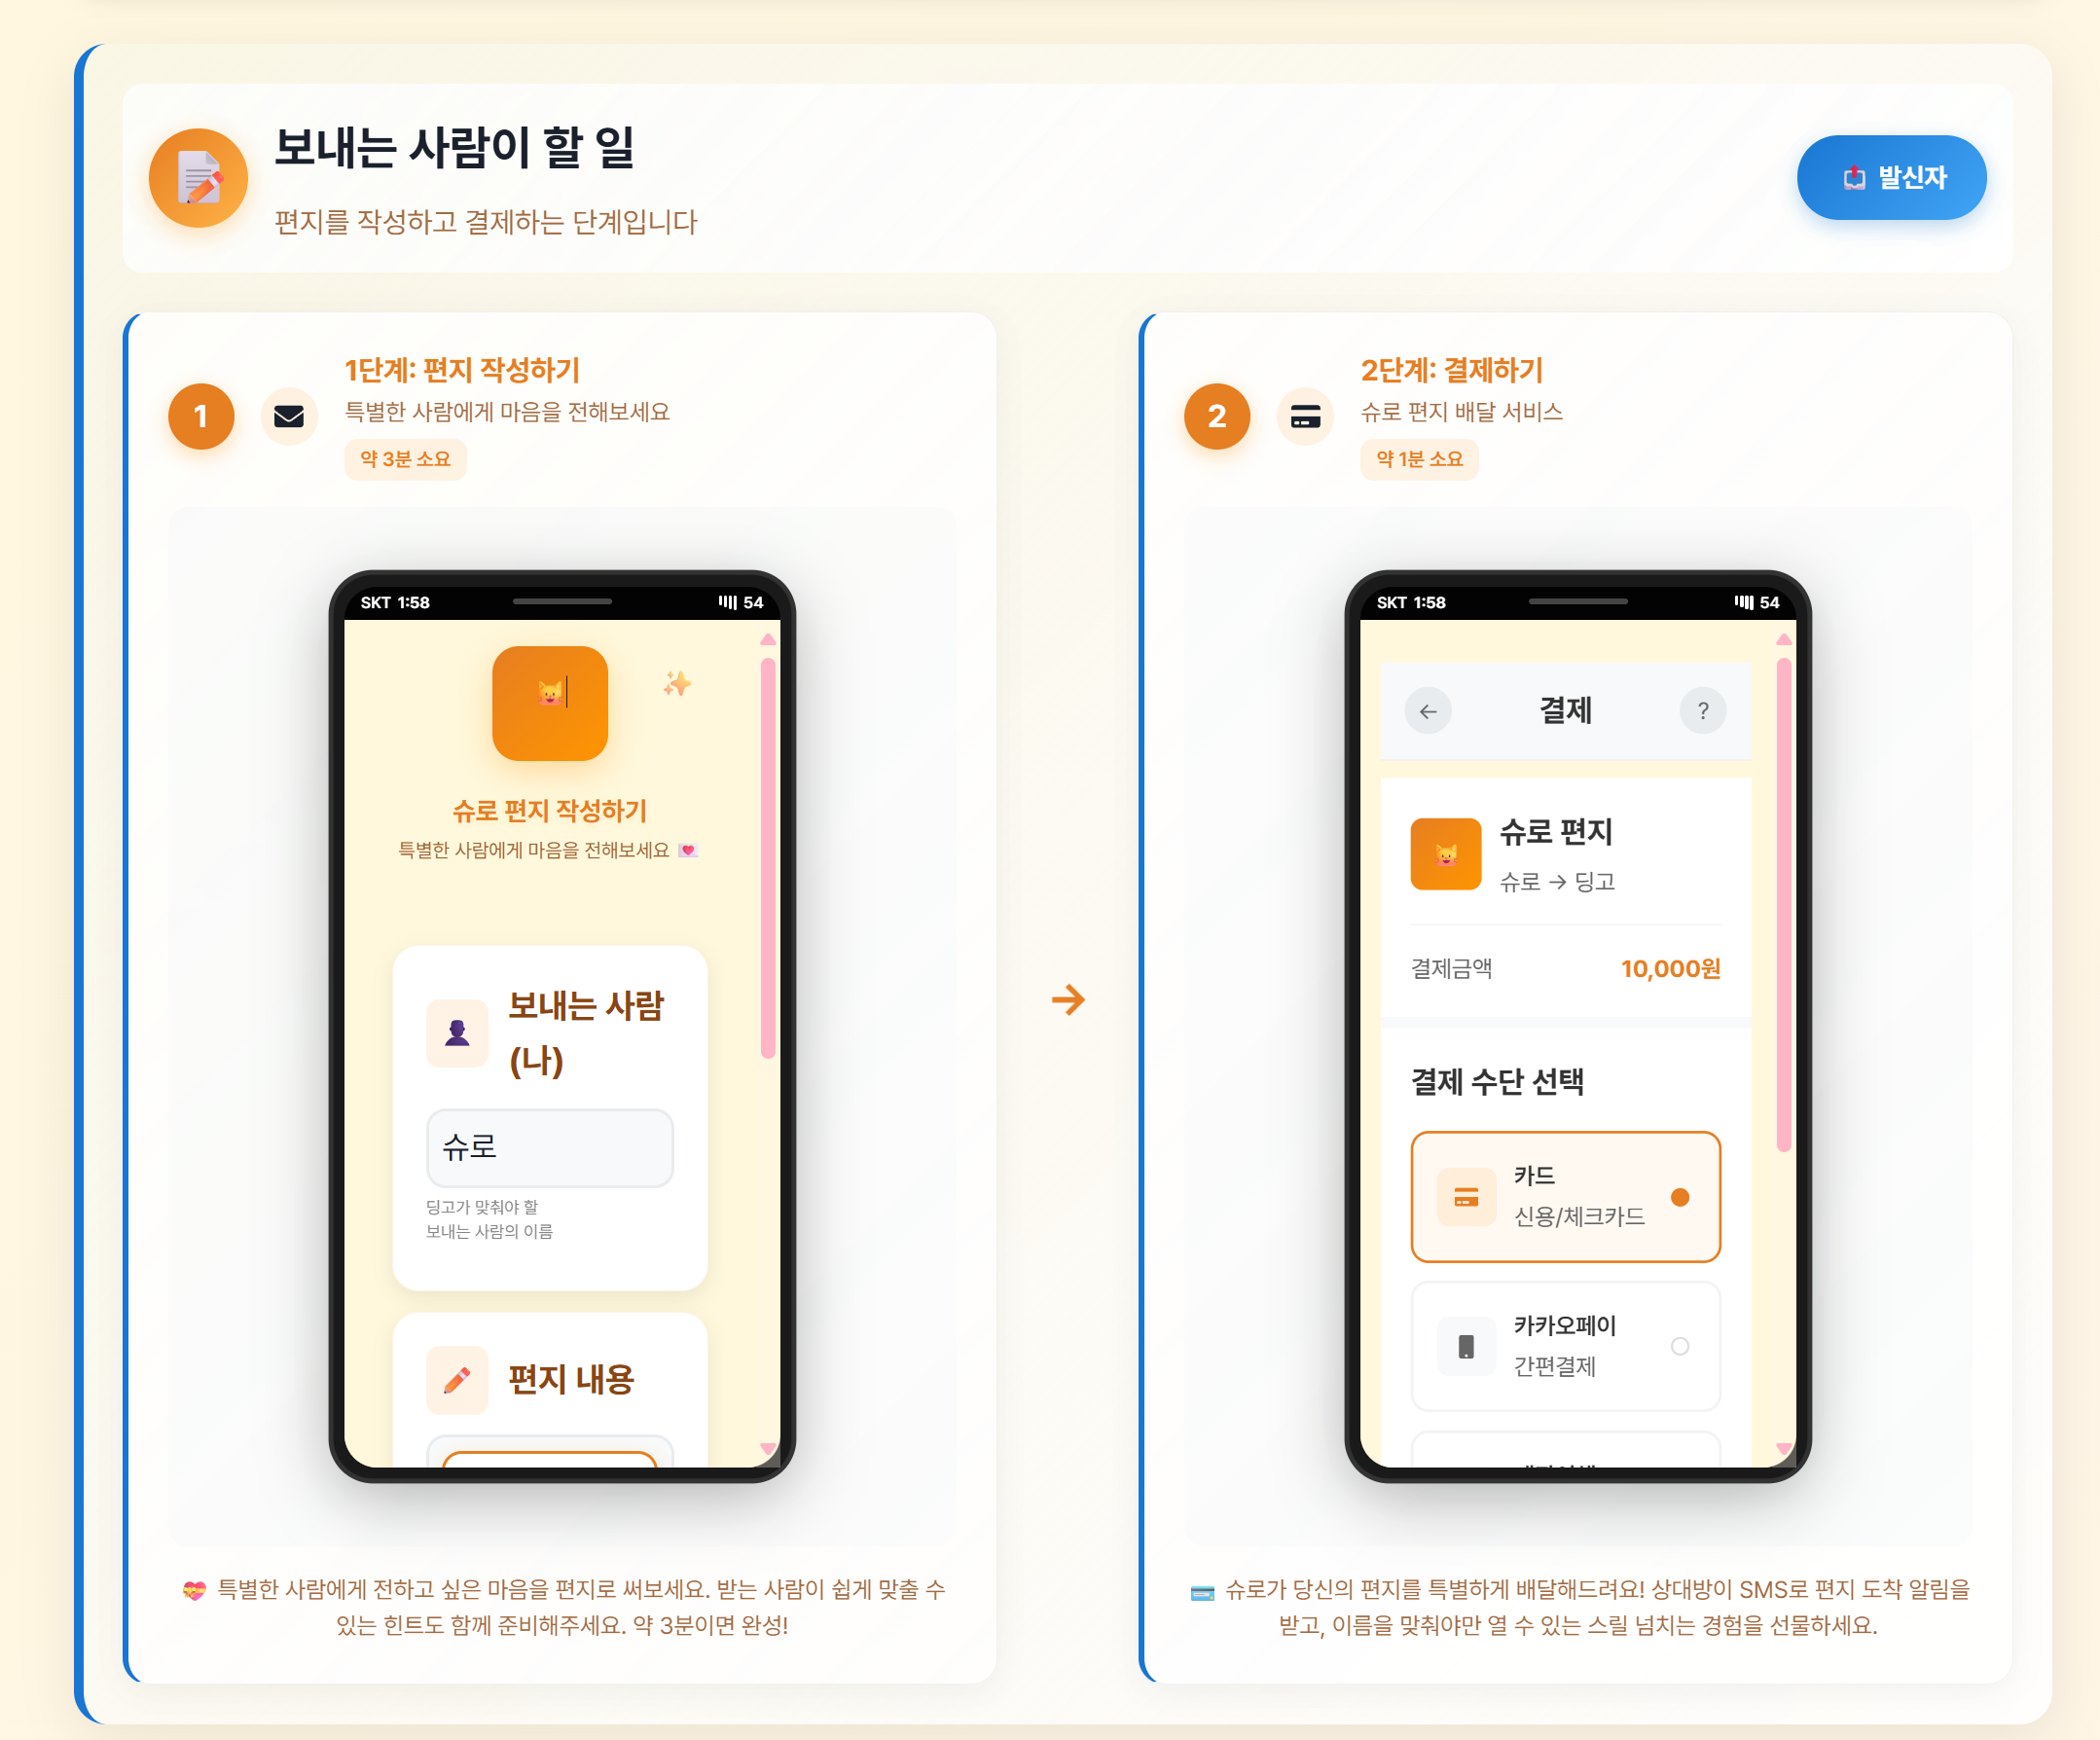 보내는 사람이 할 일
편지를 작성하고 결제하는 단계입니다
발신자
1
1단계: 편지 작성하기
특별한 사람에게 마음을 전해보세요
약 3분 소요
SKT 1:58
54
슈로 편지 작성하기
특별한 사람에게 마음을 전해보세요 💌
보내는 사람
(나)
슈로
딩고가 맞춰야 할
보내는 사람의 이름
편지 내용
💝 특별한 사람에게 전하고 싶은 마음을 편지로 써보세요. 받는 사람이 쉽게 맞출 수
있는 힌트도 함께 준비해주세요. 약 3분이면 완성!
→
2
2단계: 결제하기
슈로 편지 배달 서비스
약 1분 소요
SKT 1:58
54
←
결제
?
슈로 편지
슈로 → 딩고
결제금액
10,000원
결제 수단 선택
카드
신용/체크카드
카카오페이
간편결제
💳 슈로가 당신의 편지를 특별하게 배달해드려요! 상대방이 SMS로 편지 도착 알림을
받고, 이름을 맞춰야만 열 수 있는 스릴 넘치는 경험을 선물하세요.